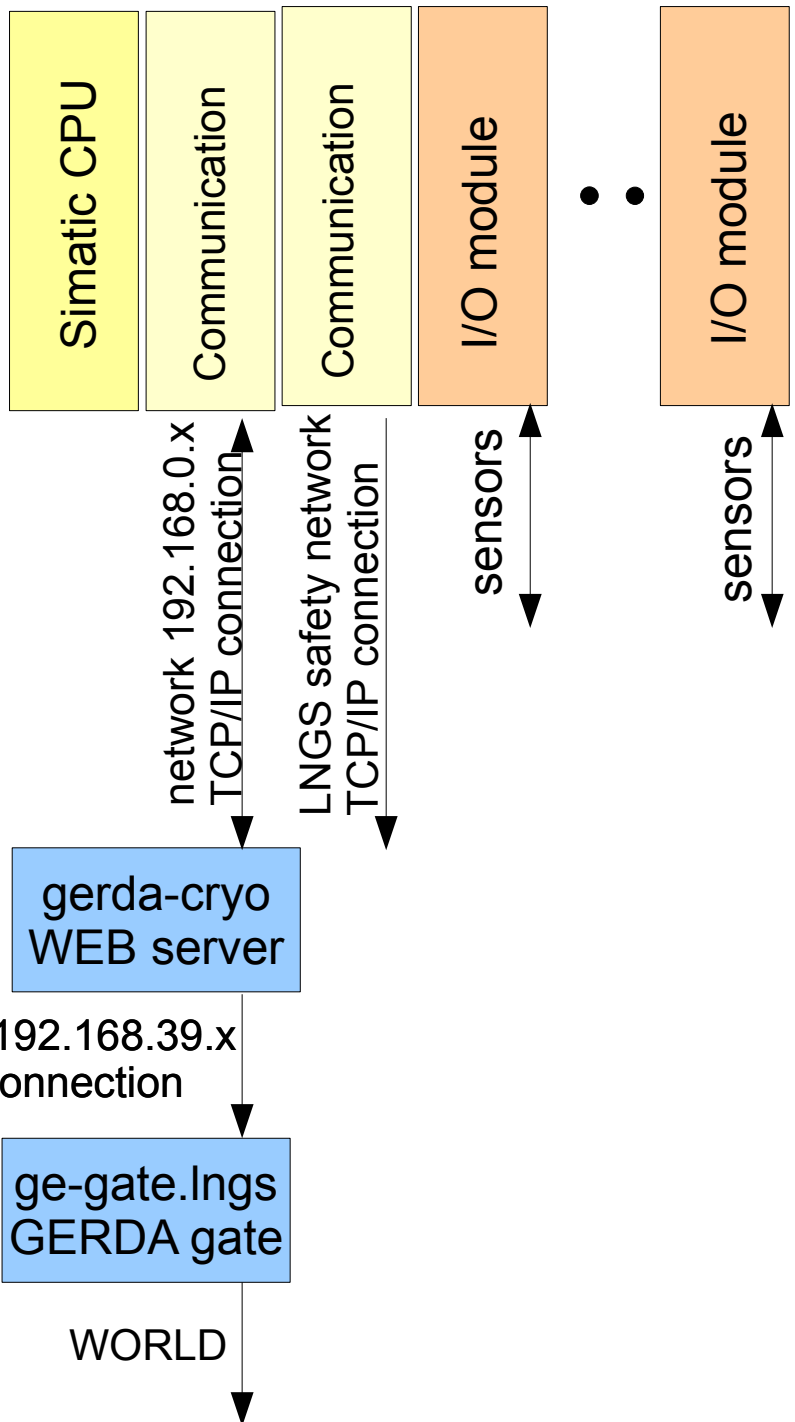 Simatic CPU
Communication
Communication
I/O module
I/O module
network 192.168.0.x
TCP/IP connection
LNGS safety network
TCP/IP connection
sensors
sensors
gerda-cryo
WEB server
192.168.39.x
onnection
ge-gate.lngs
GERDA gate
WORLD